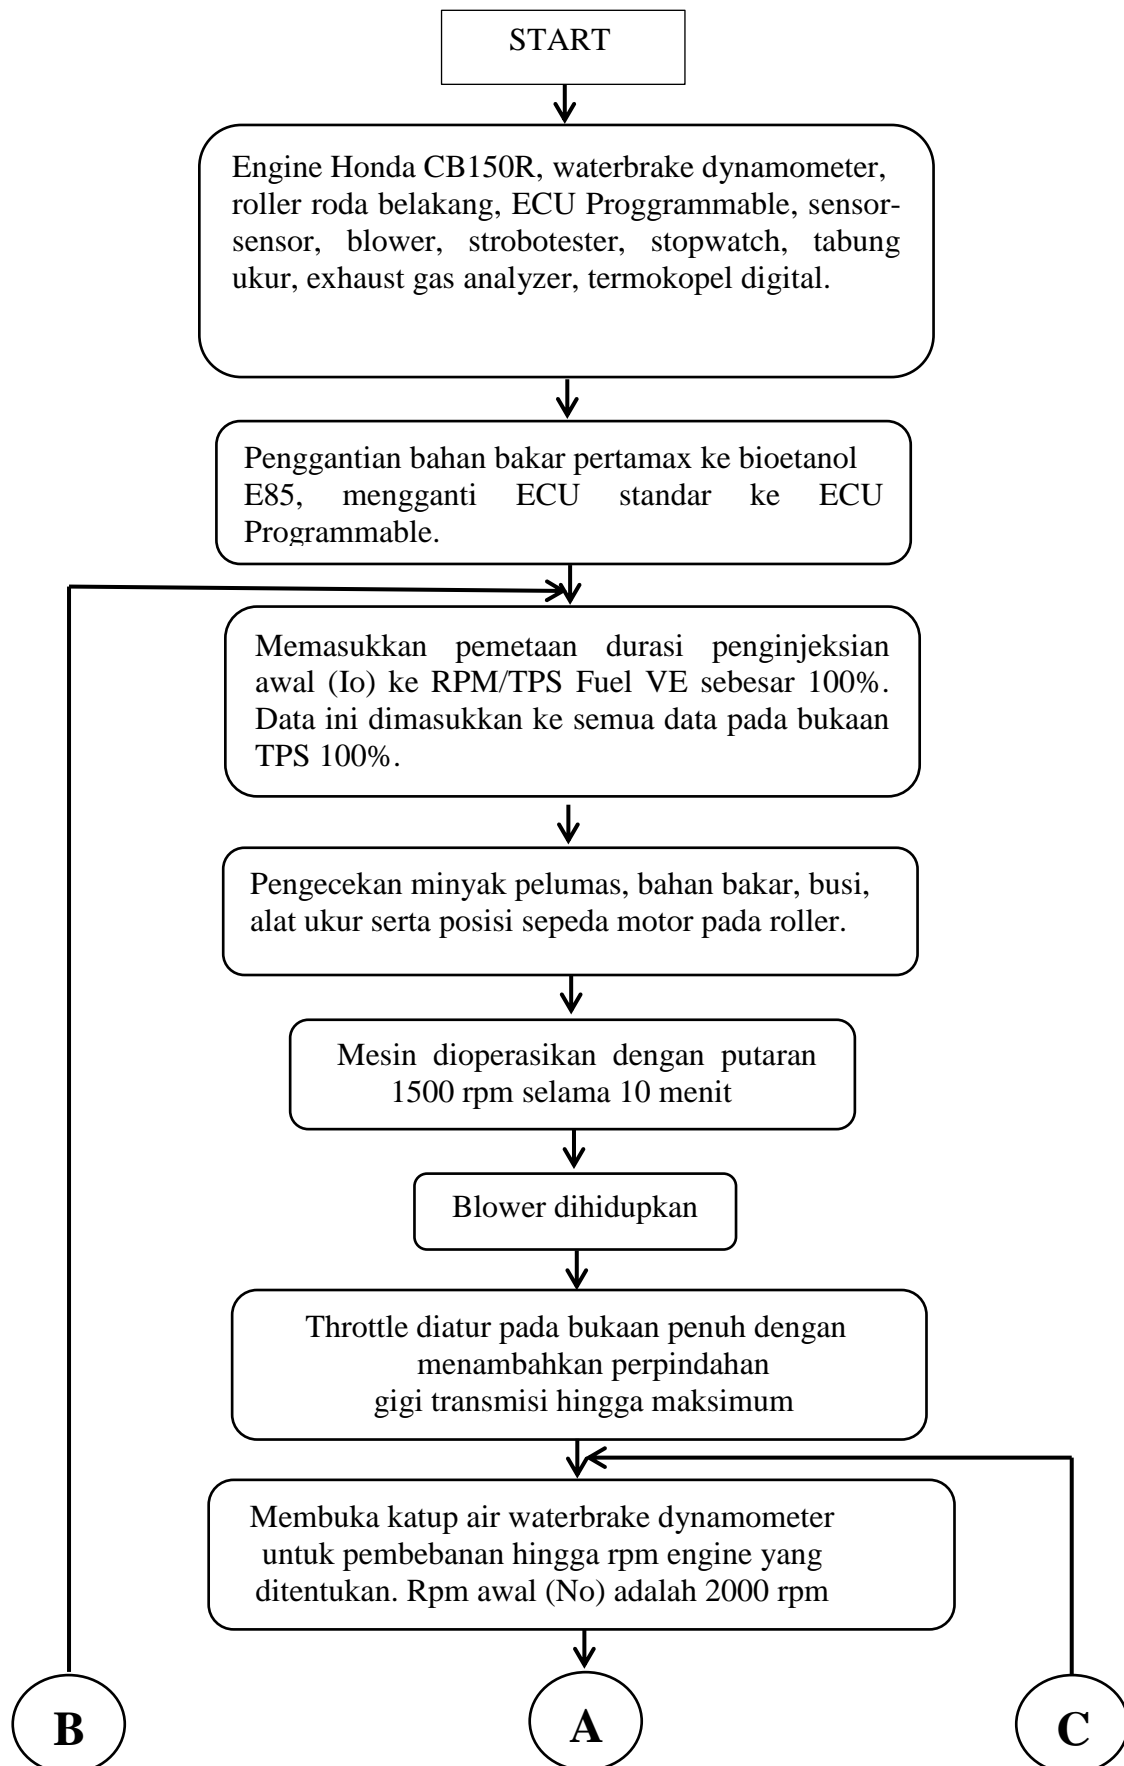 START
Engine Honda CB150R, waterbrake dynamometer,
roller roda belakang, ECU Proggrammable, sensor-
sensor, blower, strobotester, stopwatch, tabung
ukur, exhaust gas analyzer, termokopel digital.
Penggantian bahan bakar pertamax ke bioetanol
E85, mengganti ECU standar ke ECU
Programmable.
Memasukkan pemetaan durasi penginjeksian
awal (Io) ke RPM/TPS Fuel VE sebesar 100%.
Data ini dimasukkan ke semua data pada bukaan
TPS 100%.
Pengecekan minyak pelumas, bahan bakar, busi,
alat ukur serta posisi sepeda motor pada roller.
Mesin dioperasikan dengan putaran
1500 rpm selama 10 menit
Blower dihidupkan
Throttle diatur pada bukaan penuh dengan
menambahkan perpindahan
gigi transmisi hingga maksimum
Membuka katup air waterbrake dynamometer
untuk pembebanan hingga rpm engine yang
ditentukan. Rpm awal (No) adalah 2000 rpm
B
A
C